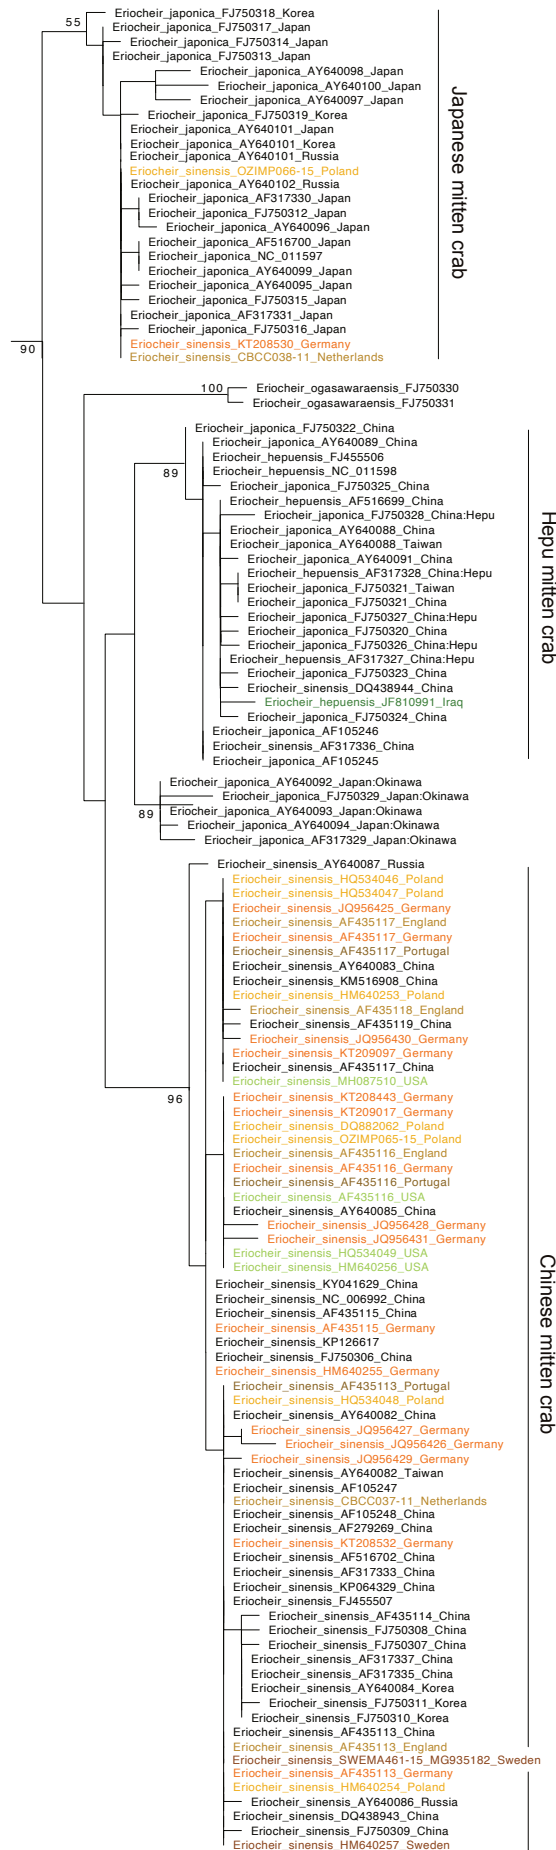 Eriocheir_japonica_FJ750318_Korea
55
Eriocheir_japonica_FJ750317_Japan
Eriocheir_japonica_FJ750314_Japan
Eriocheir_japonica_FJ750313_Japan
Eriocheir_japonica_AY640098_Japan
Eriocheir_japonica_AY640100_Japan
Eriocheir_japonica_AY640097_Japan
Eriocheir_japonica_FJ750319_Korea
Eriocheir_japonica_AY640101_Japan
Eriocheir_japonica_AY640101_Korea
Eriocheir_japonica_AY640101_Russia
Eriocheir_sinensis_OZIMP066-15_Poland
Eriocheir_japonica_AY640102_Russia
Eriocheir_japonica_AF317330_Japan
Eriocheir_japonica_FJ750312_Japan
Eriocheir_japonica_AY640096_Japan
Eriocheir_japonica_AF516700_Japan
Eriocheir_japonica_NC_011597
Eriocheir_japonica_AY640099_Japan
Eriocheir_japonica_AY640095_Japan
Eriocheir_japonica_FJ750315_Japan
Eriocheir_japonica_AF317331_Japan
Eriocheir_japonica_FJ750316_Japan
Eriocheir_sinensis_KT208530_Germany
Eriocheir_sinensis_CBCC038-11_Netherlands
Japanese mitten crab
90
100
Eriocheir_ogasawaraensis_FJ750330
Eriocheir_ogasawaraensis_FJ750331
Eriocheir_japonica_FJ750322_China
Eriocheir_japonica_AY640089_China
Eriocheir_hepuensis_FJ455506
Eriocheir_hepuensis_NC_011598
89
Eriocheir_japonica_FJ750325_China
Eriocheir_hepuensis_AF516699_China
Eriocheir_japonica_FJ750328_China:Hepu
Eriocheir_japonica_AY640088_China
Eriocheir_japonica_AY640088_Taiwan
Eriocheir_japonica_AY640091_China
Eriocheir_hepuensis_AF317328_China:Hepu
Eriocheir_japonica_FJ750321_Taiwan
Eriocheir_japonica_FJ750321_China
Eriocheir_japonica_FJ750327_China:Hepu
Eriocheir_japonica_FJ750320_China
Eriocheir_japonica_FJ750326_China:Hepu
Eriocheir_hepuensis_AF317327_China:Hepu
Eriocheir_japonica_FJ750323_China
Eriocheir_sinensis_DQ438944_China
Eriocheir_hepuensis_JF810991_Iraq
Eriocheir_japonica_FJ750324_China
Eriocheir_japonica_AF105246
Eriocheir_sinensis_AF317336_China
Eriocheir_japonica_AF105245
Hepu mitten crab
Eriocheir_japonica_AY640092_Japan:Okinawa
Eriocheir_japonica_FJ750329_Japan:Okinawa
89
Eriocheir_japonica_AY640093_Japan:Okinawa
Eriocheir_japonica_AY640094_Japan:Okinawa
Eriocheir_japonica_AF317329_Japan:Okinawa
Eriocheir_sinensis_AY640087_Russia
Eriocheir_sinensis_HQ534046_Poland
Eriocheir_sinensis_HQ534047_Poland
Eriocheir_sinensis_JQ956425_Germany
Eriocheir_sinensis_AF435117_England
Eriocheir_sinensis_AF435117_Germany
Eriocheir_sinensis_AF435117_Portugal
Eriocheir_sinensis_AY640083_China
Eriocheir_sinensis_KM516908_China
Eriocheir_sinensis_HM640253_Poland
Eriocheir_sinensis_AF435118_England
Eriocheir_sinensis_AF435119_China
Eriocheir_sinensis_JQ956430_Germany
Eriocheir_sinensis_KT209097_Germany
Eriocheir_sinensis_AF435117_China
Eriocheir_sinensis_MH087510_USA
96
Eriocheir_sinensis_KT208443_Germany
Eriocheir_sinensis_KT209017_Germany
Eriocheir_sinensis_DQ882062_Poland
Eriocheir_sinensis_OZIMP065-15_Poland
Eriocheir_sinensis_AF435116_England
Eriocheir_sinensis_AF435116_Germany
Eriocheir_sinensis_AF435116_Portugal
Eriocheir_sinensis_AF435116_USA
Eriocheir_sinensis_AY640085_China
Eriocheir_sinensis_JQ956428_Germany
Eriocheir_sinensis_JQ956431_Germany
Eriocheir_sinensis_HQ534049_USA
Eriocheir_sinensis_HM640256_USA
Eriocheir_sinensis_KY041629_China
Eriocheir_sinensis_NC_006992_China
Eriocheir_sinensis_AF435115_China
Eriocheir_sinensis_AF435115_Germany
Eriocheir_sinensis_KP126617
Eriocheir_sinensis_FJ750306_China
Eriocheir_sinensis_HM640255_Germany
Eriocheir_sinensis_AF435113_Portugal
Eriocheir_sinensis_HQ534048_Poland
Eriocheir_sinensis_AY640082_China
Eriocheir_sinensis_JQ956427_Germany
Eriocheir_sinensis_JQ956426_Germany
Eriocheir_sinensis_JQ956429_Germany
Eriocheir_sinensis_AY640082_Taiwan
Eriocheir_sinensis_AF105247
Eriocheir_sinensis_CBCC037-11_Netherlands
Eriocheir_sinensis_AF105248_China
Eriocheir_sinensis_AF279269_China
Eriocheir_sinensis_KT208532_Germany
Eriocheir_sinensis_AF516702_China
Eriocheir_sinensis_AF317333_China
Eriocheir_sinensis_KP064329_China
Eriocheir_sinensis_FJ455507
Eriocheir_sinensis_AF435114_China
Eriocheir_sinensis_FJ750308_China
Eriocheir_sinensis_FJ750307_China
Eriocheir_sinensis_AF317337_China
Eriocheir_sinensis_AF317335_China
Eriocheir_sinensis_AY640084_Korea
Eriocheir_sinensis_FJ750311_Korea
Eriocheir_sinensis_FJ750310_Korea
Eriocheir_sinensis_AF435113_China
Eriocheir_sinensis_AF435113_England
Eriocheir_sinensis_SWEMA461-15_MG935182_Sweden
Eriocheir_sinensis_AF435113_Germany
Eriocheir_sinensis_HM640254_Poland
Eriocheir_sinensis_AY640086_Russia
Eriocheir_sinensis_DQ438943_China
Eriocheir_sinensis_FJ750309_China
Eriocheir_sinensis_HM640257_Sweden
Chinese mitten crab